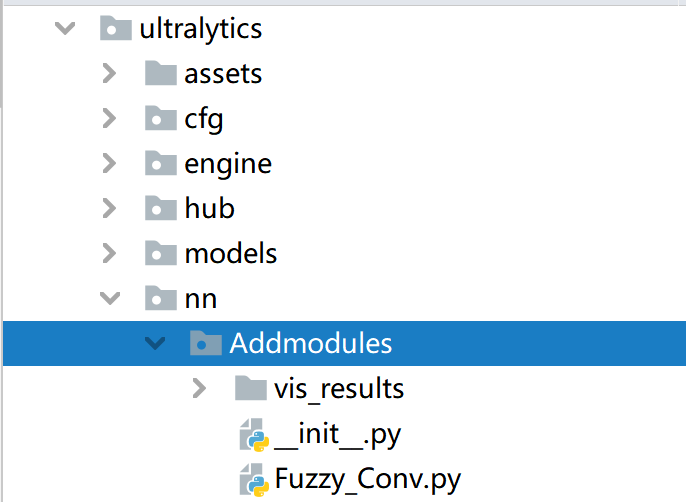 ultralytics
assets
cfg
engine
hub
models
nn
Addmodules
vis_results
__init__.py
Fuzzy_Conv.py